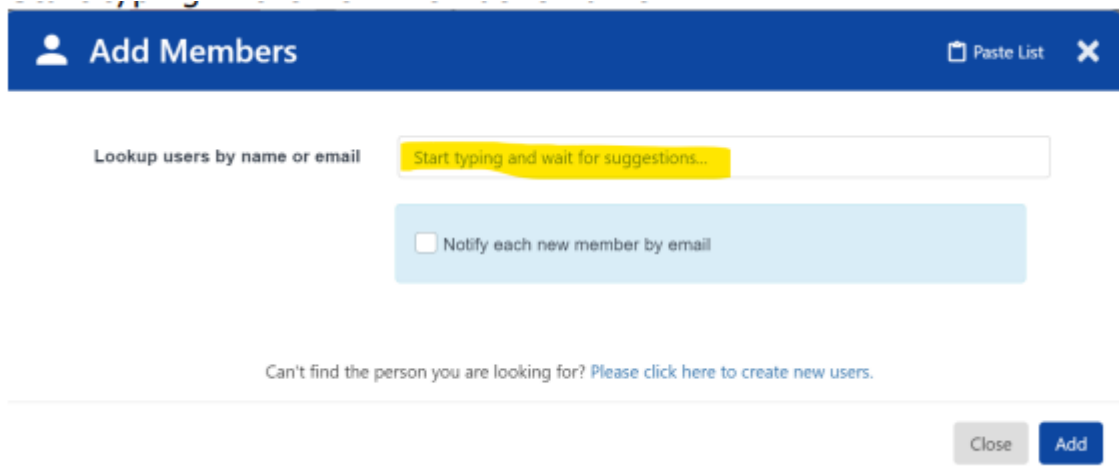 Add Members
Paste List
Lookup users by name or email
Start typing and wait for suggestions...
Notify each new member by email
Can't find the person you are looking for? Please click here to create new users.
Close
Add